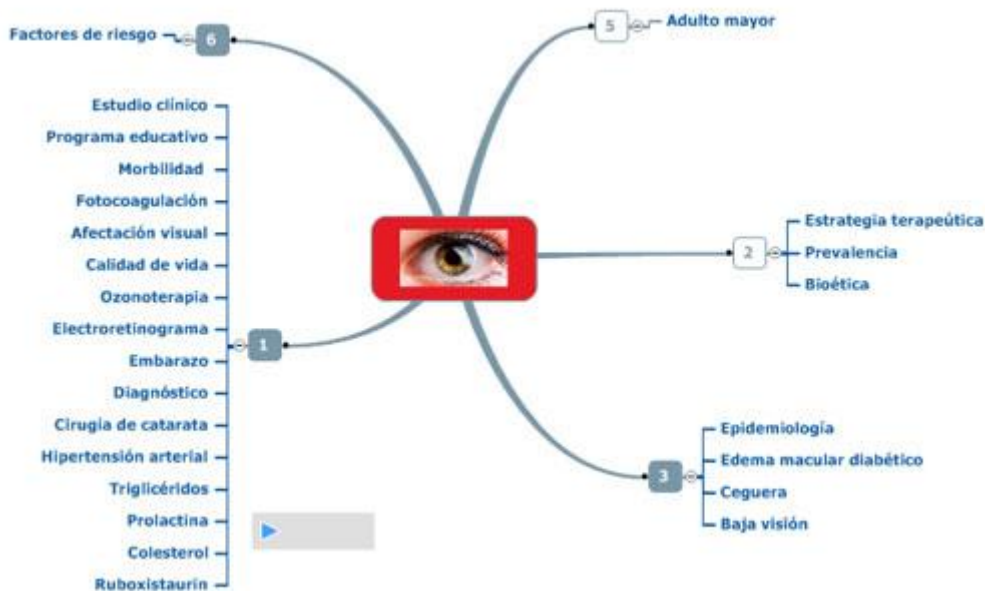 Factores de riesgo
6
5
Adulto mayor
Estudio clínico
Programa educativo
Morbilidad
Fotocoagulación
Afectación visual
Calidad de vida
Ozonoterapia
Electroretinograma
Embarazo
Diagnóstico
Cirugia de catarata
Hipertensión arterial
Triglicéridos
Prolactina
Colesterol
Ruboxistaurin
1
2
Estrategia terapeútica
Prevalencia
Bioética
3
Epidemiología
Edema macular diabético
Ceguera
Baja visión